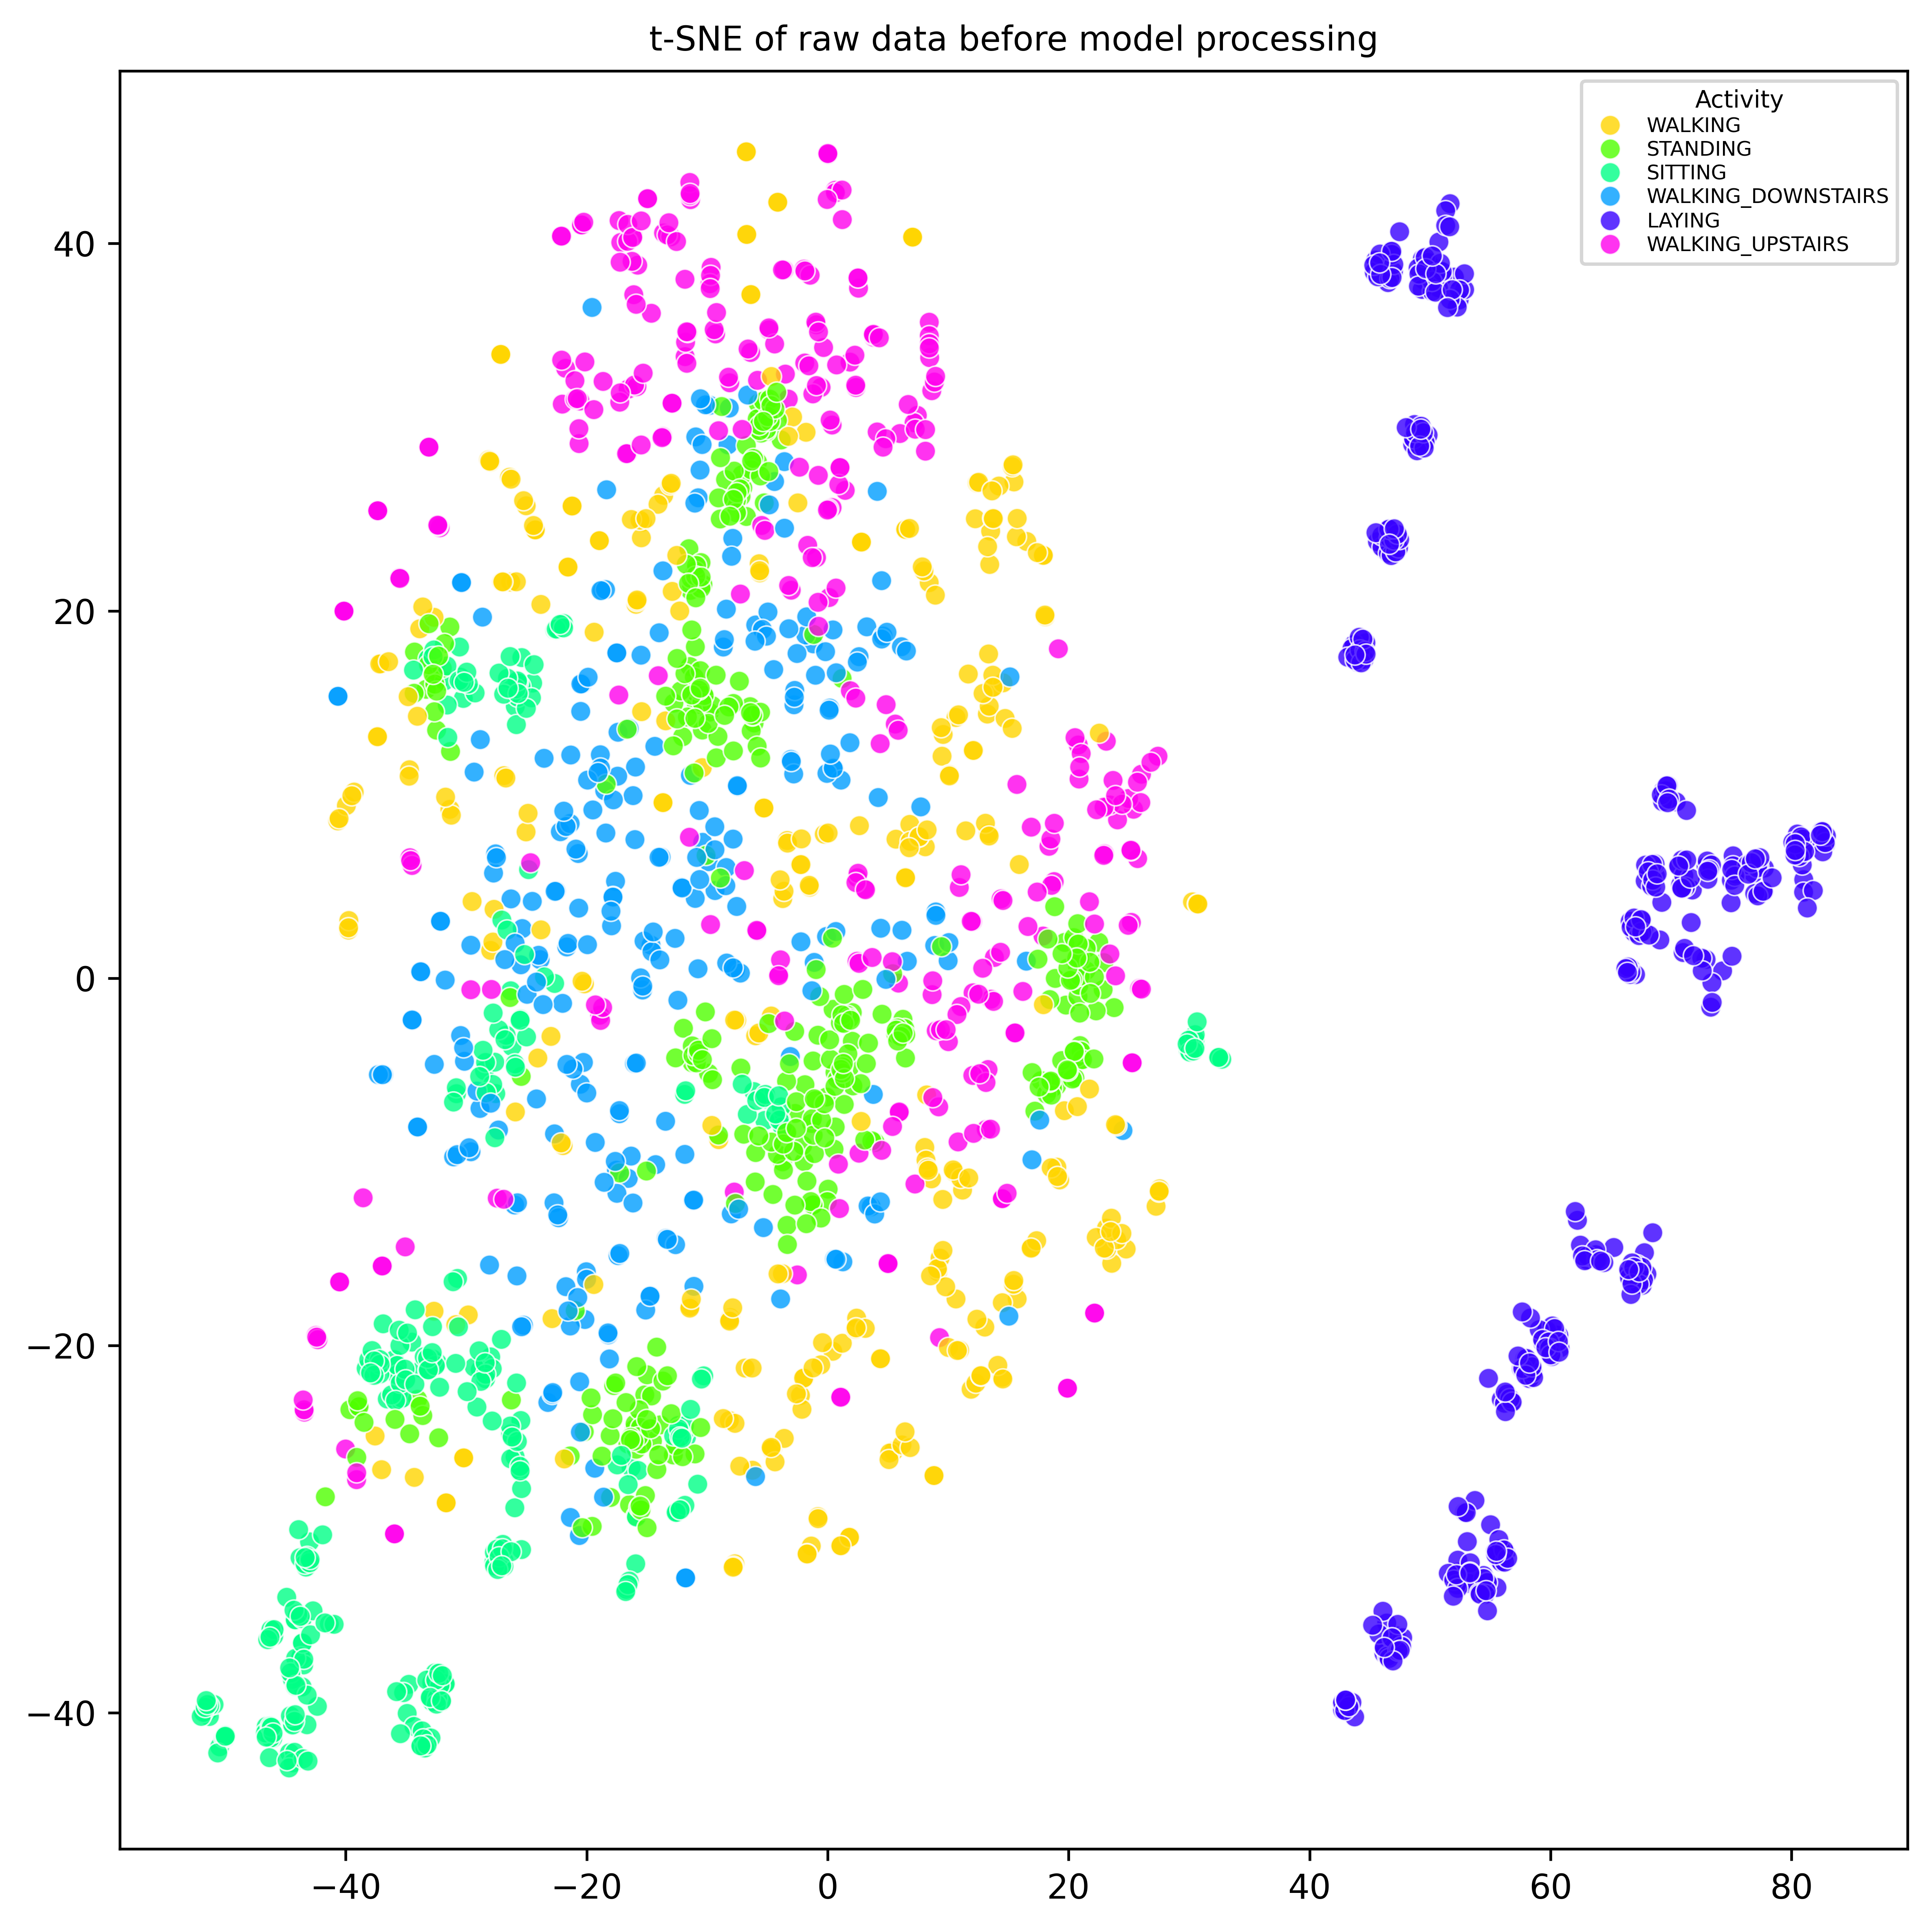 t-SNE of raw data before model processing
Activity
WALKING
STANDING
SITTING
WALKING_DOWNSTAIRS
LAYING
WALKING_UPSTAIRS
40
20
0
−20
−40
−40 −20 0 20 40 60 80